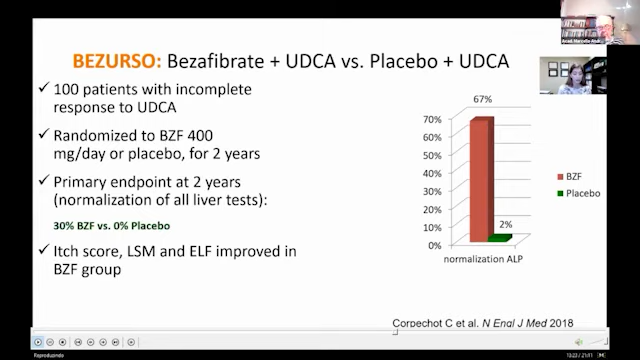 BEZURSO: Bezafibrate + UDCA vs. Placebo + UDCA
✓ 100 patients with incomplete
response to UDCA
✓ Randomized to BZF 400
mg/day or placebo, for 2 years
✓ Primary endpoint at 2 years
(normalization of all liver tests):
30% BZF vs. 0% Placebo
✓ Itch score, LSM and ELF improved in
BZF group
67%
70%
60%
50%
40%
30%
20%
10%
0%
2%
normalization ALP
BZF
Placebo
Corpechot C et al. N Engl J Med 2018
Reproduzindo